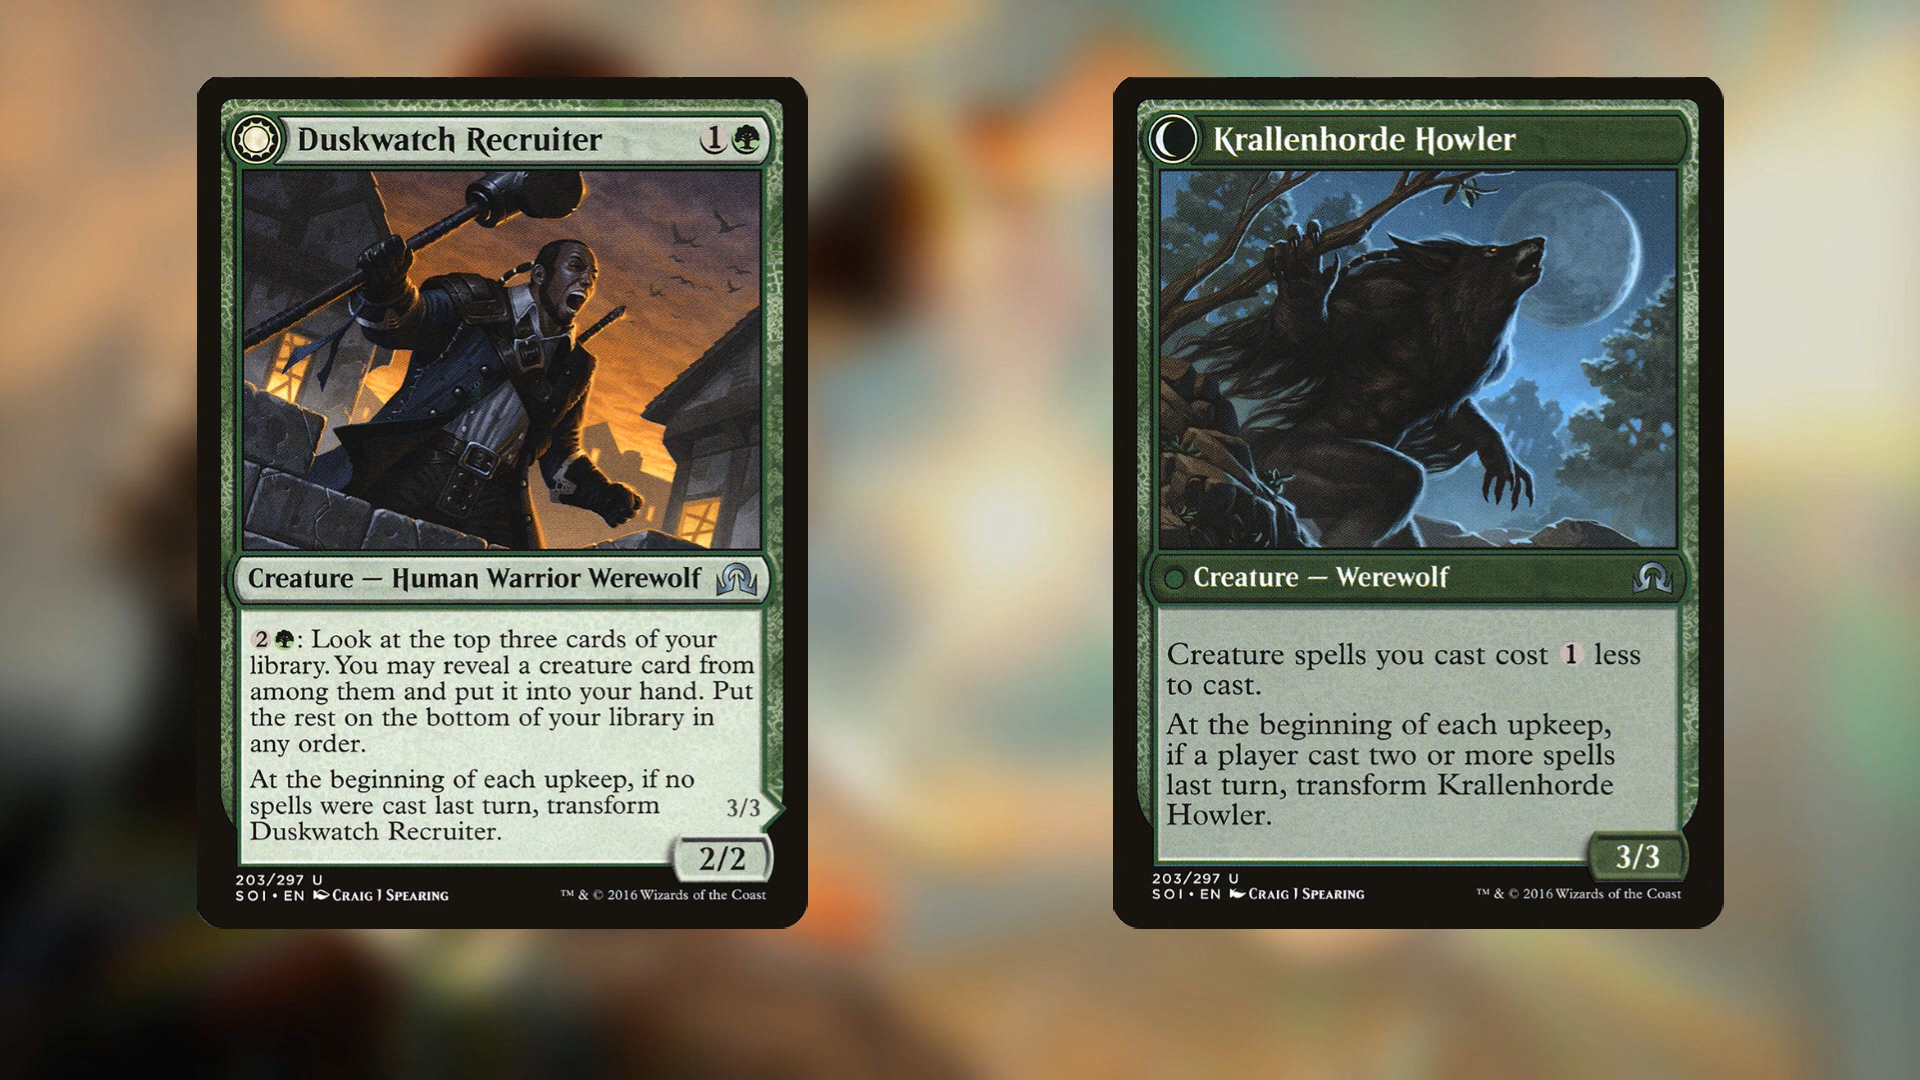 Duskwatch Recruiter 1
Creature — Human Warrior Werewolf
2 : Look at the top three cards of your
library. You may reveal a creature card from
among them and put it into your hand. Put
the rest on the bottom of your library in
any order.
At the beginning of each upkeep, if no
spells were cast last turn, transform
Duskwatch Recruiter.
3/3
2/2
203/297 U
SOI • EN Craig J Spearing
™ & © 2016 Wizards of the Coast
Krallenhorde Howler
Creature — Werewolf
Creature spells you cast cost 1 less
to cast.
At the beginning of each upkeep,
if a player cast two or more spells
last turn, transform Krallenhorde
Howler.
3/3
203/297 U
SOI • EN Craig J Spearing
™ & © 2016 Wizards of the Coast